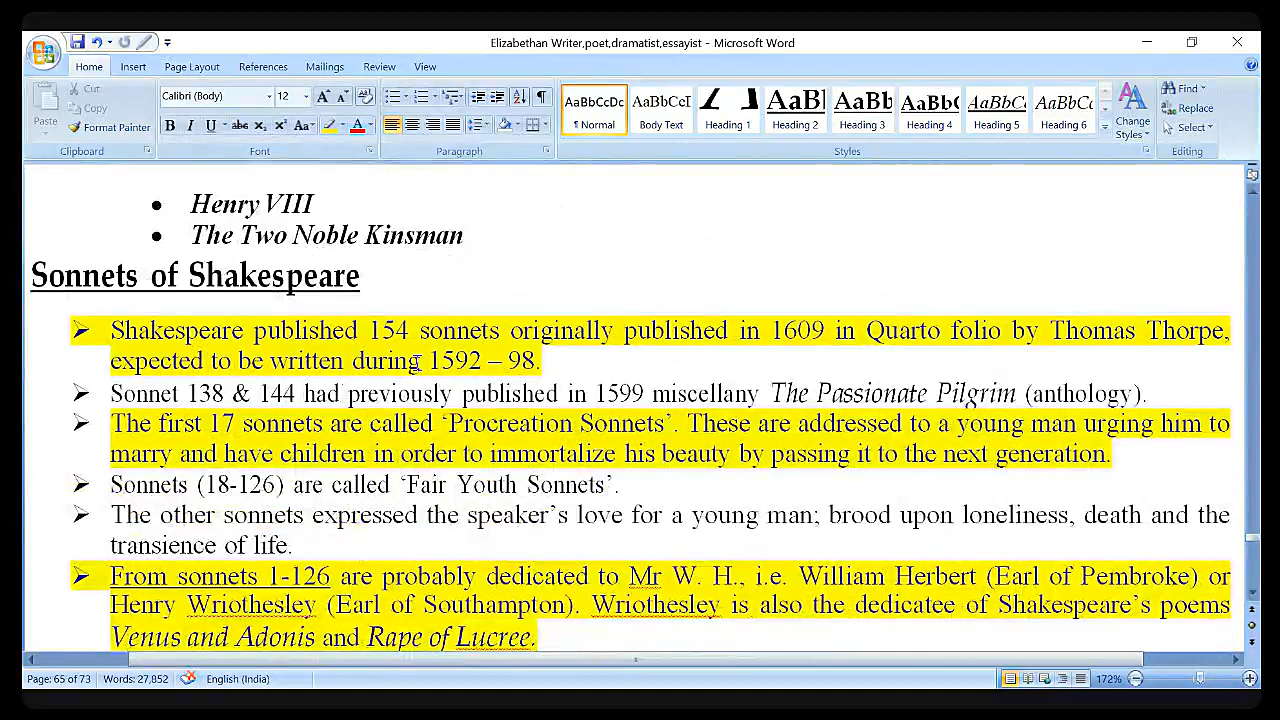 Elizabethan Writer,poet,dramatist,essayist - Microsoft Word
Home Insert Page Layout References Mailings Review View
Paste Cut Copy Format Painter
Calibri (Body) 12
B I U abc x₂ x² Aa
AaBbCcDc AaBbCcI AaBl AaBb AaBbC AaBbC AaBbCc
¶ Normal Body Text Heading 1 Heading 2 Heading 3 Heading 4 Heading 5 Heading 6
Change Styles
Find
Replace
Select
Clipboard Font Paragraph Styles Editing
• Henry VIII
• The Two Noble Kinsman
Sonnets of Shakespeare
➢ Shakespeare published 154 sonnets originally published in 1609 in Quarto folio by Thomas Thorpe,
expected to be written during 1592 – 98.
➢ Sonnet 138 & 144 had previously published in 1599 miscellany The Passionate Pilgrim (anthology).
➢ The first 17 sonnets are called ‘Procreation Sonnets’. These are addressed to a young man urging him to
marry and have children in order to immortalize his beauty by passing it to the next generation.
➢ Sonnets (18-126) are called ‘Fair Youth Sonnets’.
➢ The other sonnets expressed the speaker’s love for a young man; brood upon loneliness, death and the
transience of life.
➢ From sonnets 1-126 are probably dedicated to Mr W. H., i.e. William Herbert (Earl of Pembroke) or
Henry Wriothesley (Earl of Southampton). Wriothesley is also the dedicatee of Shakespeare’s poems
Venus and Adonis and Rape of Lucree.
Page: 65 of 73 Words: 27,852 English (India) 172%